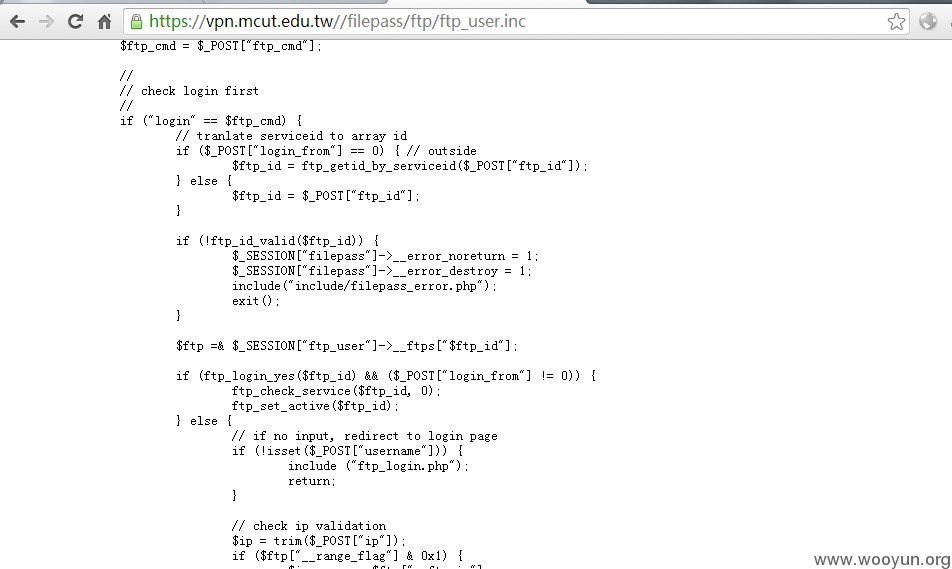 https://vpn.mcut.edu.tw//filepass/ftp/ftp_user.inc
$ftp_cmd = $_POST["ftp_cmd"];
//
// check login first
//
if ("login" == $ftp_cmd) {
// tranlate serviceid to array id
if ($_POST["login_from"] == 0) { // outside
$ftp_id = ftp_getid_by_serviceid($_POST["ftp_id"]);
} else {
$ftp_id = $_POST["ftp_id"];
}
if (!ftp_id_valid($ftp_id)) {
$_SESSION["filepass"]->__error_noreturn = 1;
$_SESSION["filepass"]->__error_destroy = 1;
include("include/filepass_error.php");
exit();
}
$ftp =& $_SESSION["ftp_user"]->__ftps["$ftp_id"];
if (ftp_login_yes($ftp_id) && ($_POST["login_from"] != 0)) {
ftp_check_service($ftp_id, 0);
ftp_set_active($ftp_id);
} else {
// if no input, redirect to login page
if (!isset($_POST["username"])) {
include ("ftp_login.php");
return;
}
// check ip validation
$ip = trim($_POST["ip"]);
if ($ftp["__range_flag"] & 0x1) {
www.wooyun.org